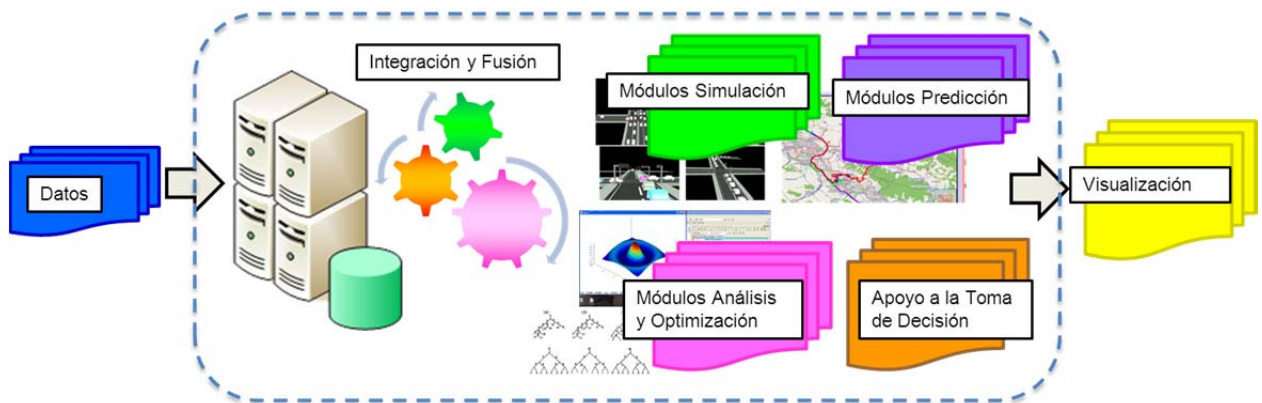 Datos
Integración y Fusión
Módulos Simulación
Módulos Predicción
Módulos Análisis
y Optimización
Apoyo a la Toma
de Decisión
Visualización